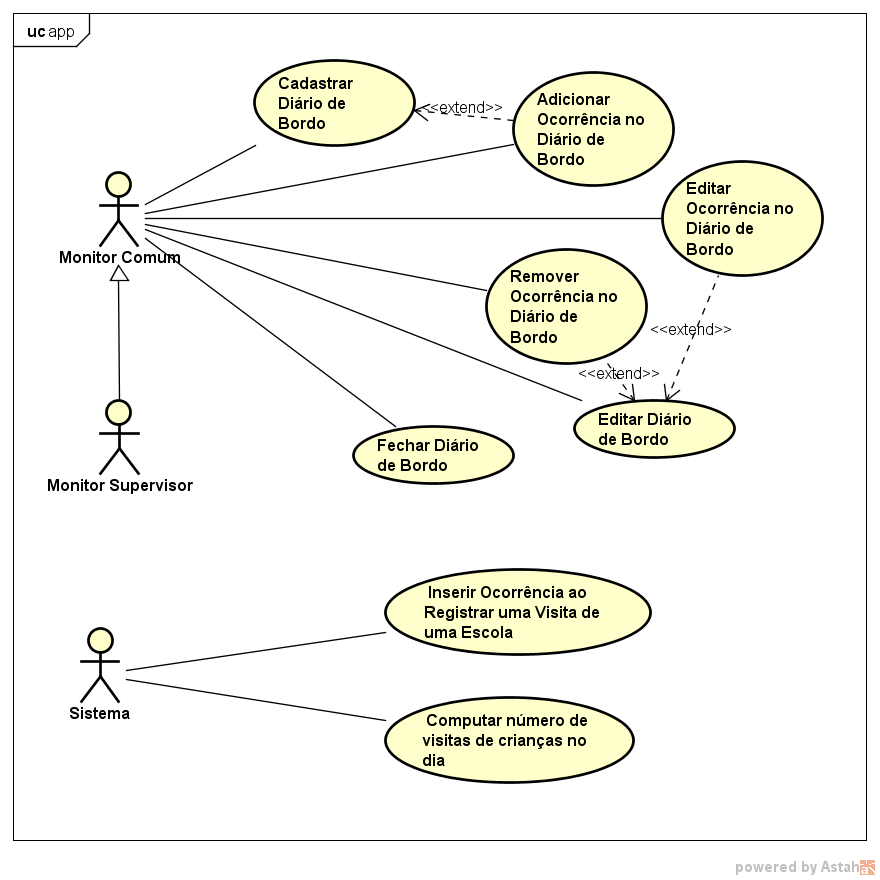 uc app
Cadastrar
Diário de
Bordo
<<extend>>
Adicionar
Ocorrência no
Diário de
Bordo
Editar
Ocorrência no
Diário de
Bordo
Monitor Comum
Remover
Ocorrência no
Diário de
Bordo
<<extend>>
<<extend>>
Editar Diário
de Bordo
Fechar Diário
de Bordo
Monitor Supervisor
Inserir Ocorrência ao
Registrar uma Visita de
uma Escola
Sistema
Computar número de
visitas de crianças no
dia
powered by Astah